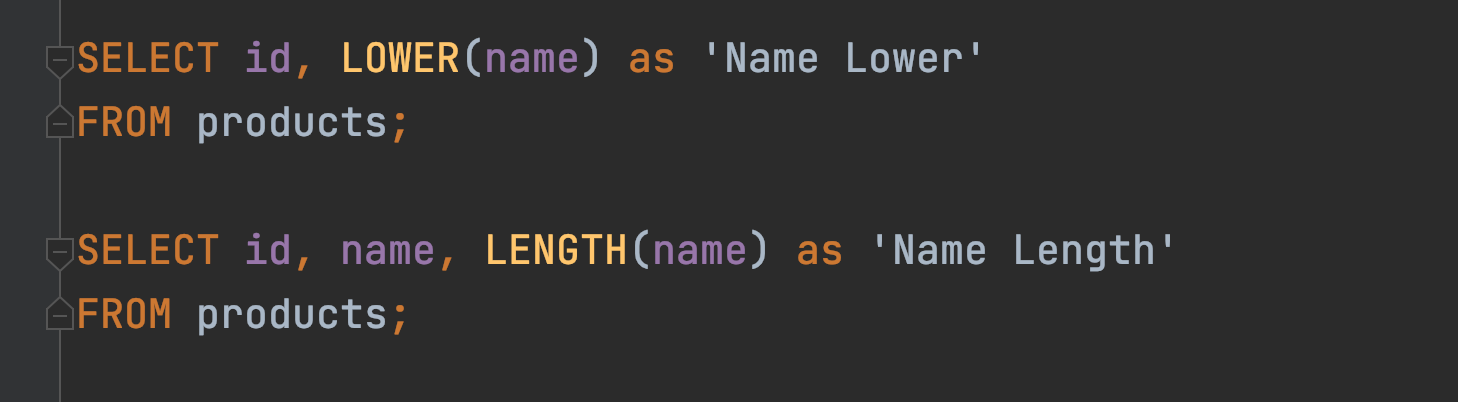 SELECT id, LOWER(name) as 'Name Lower'
FROM products;
SELECT id, name, LENGTH(name) as 'Name Length'
FROM products;